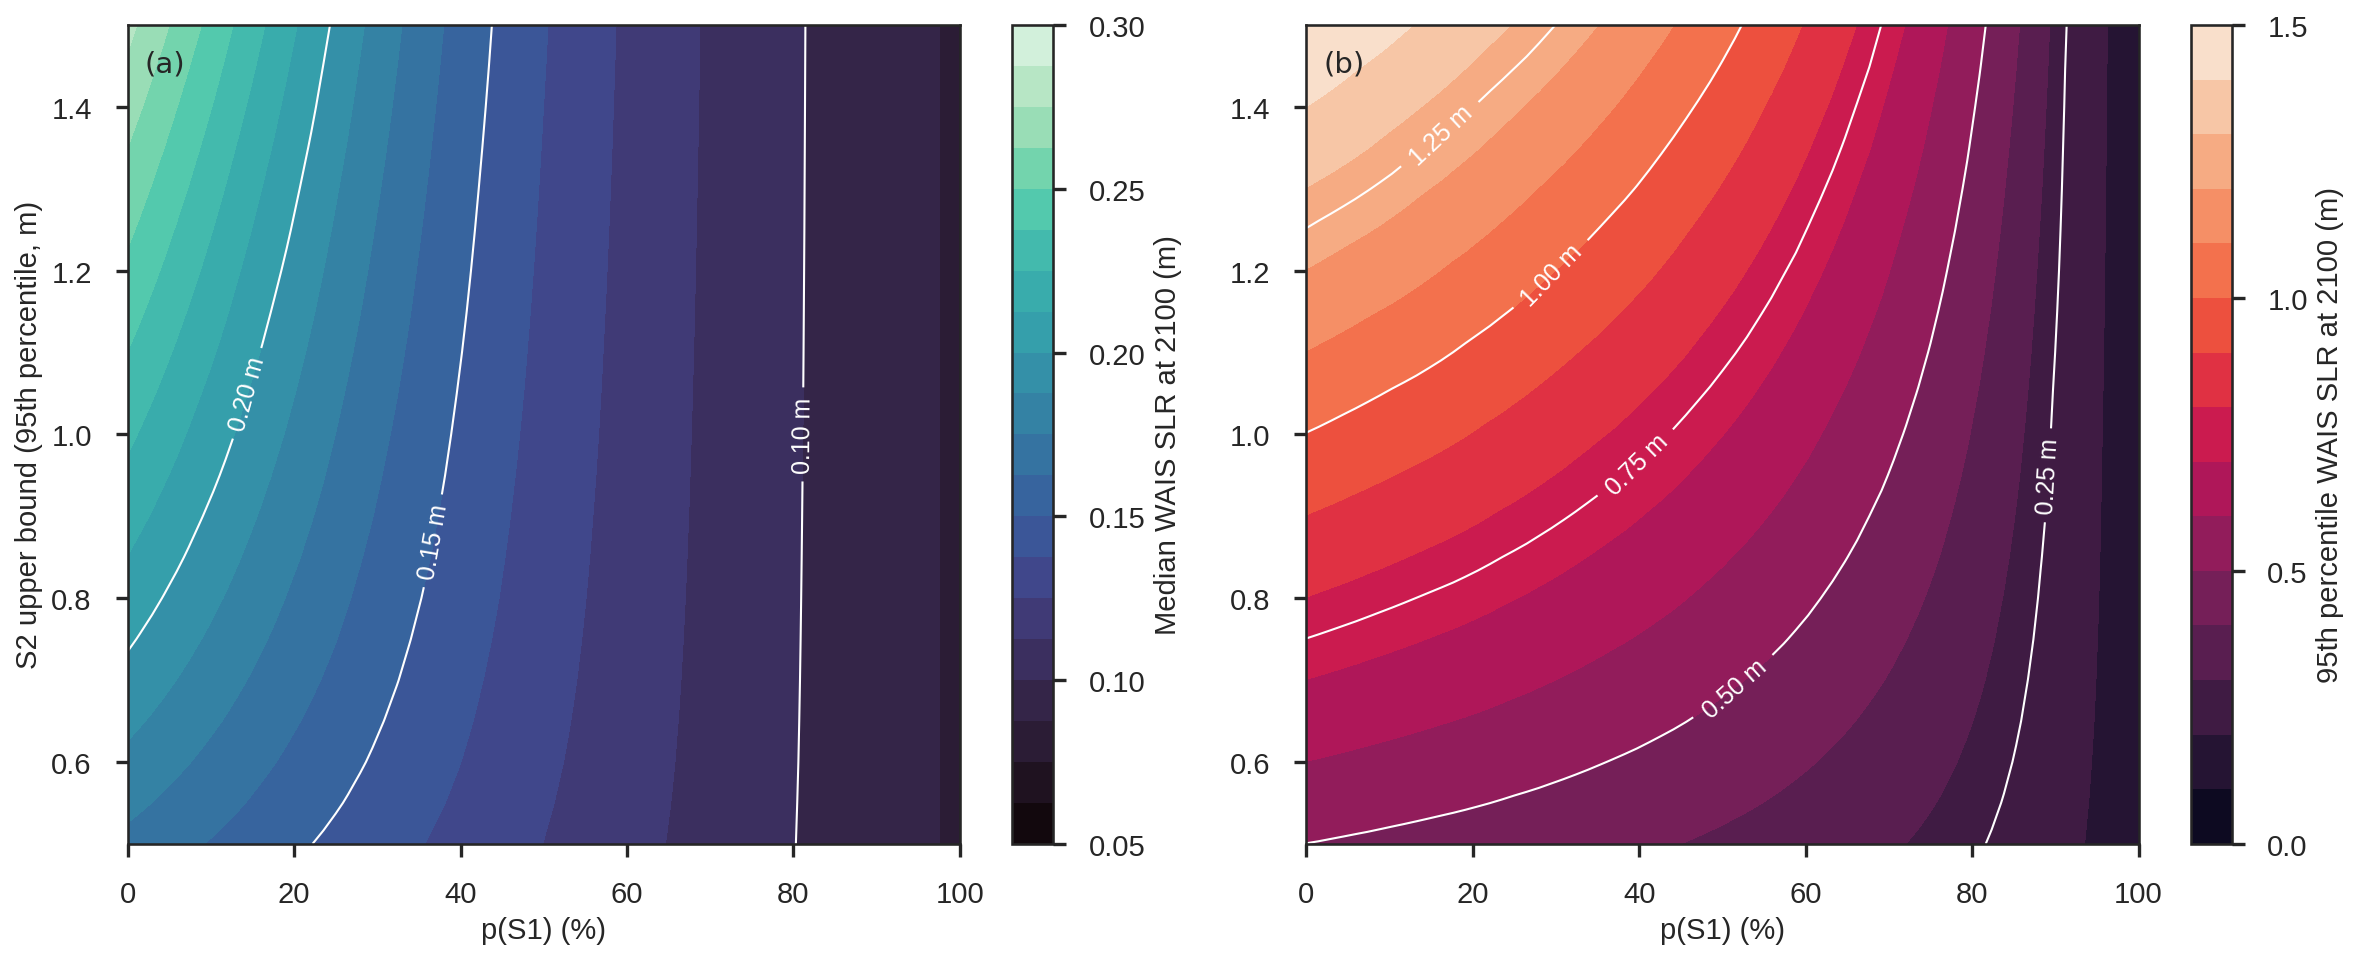 (a)
S2 upper bound (95th percentile, m)
1.4
1.2
1.0
0.8
0.6
0.20 m
0.15 m
0.10 m
0
20
40
60
80
100
p(S1) (%)
0.30
0.25
0.20
0.15
0.10
0.05
Median WAIS SLR at 2100 (m)
(b)
1.4
1.2
1.0
0.8
0.6
1.25 m
1.00 m
0.75 m
0.50 m
0.25 m
0
20
40
60
80
100
p(S1) (%)
1.5
1.0
0.5
0.0
95th percentile WAIS SLR at 2100 (m)